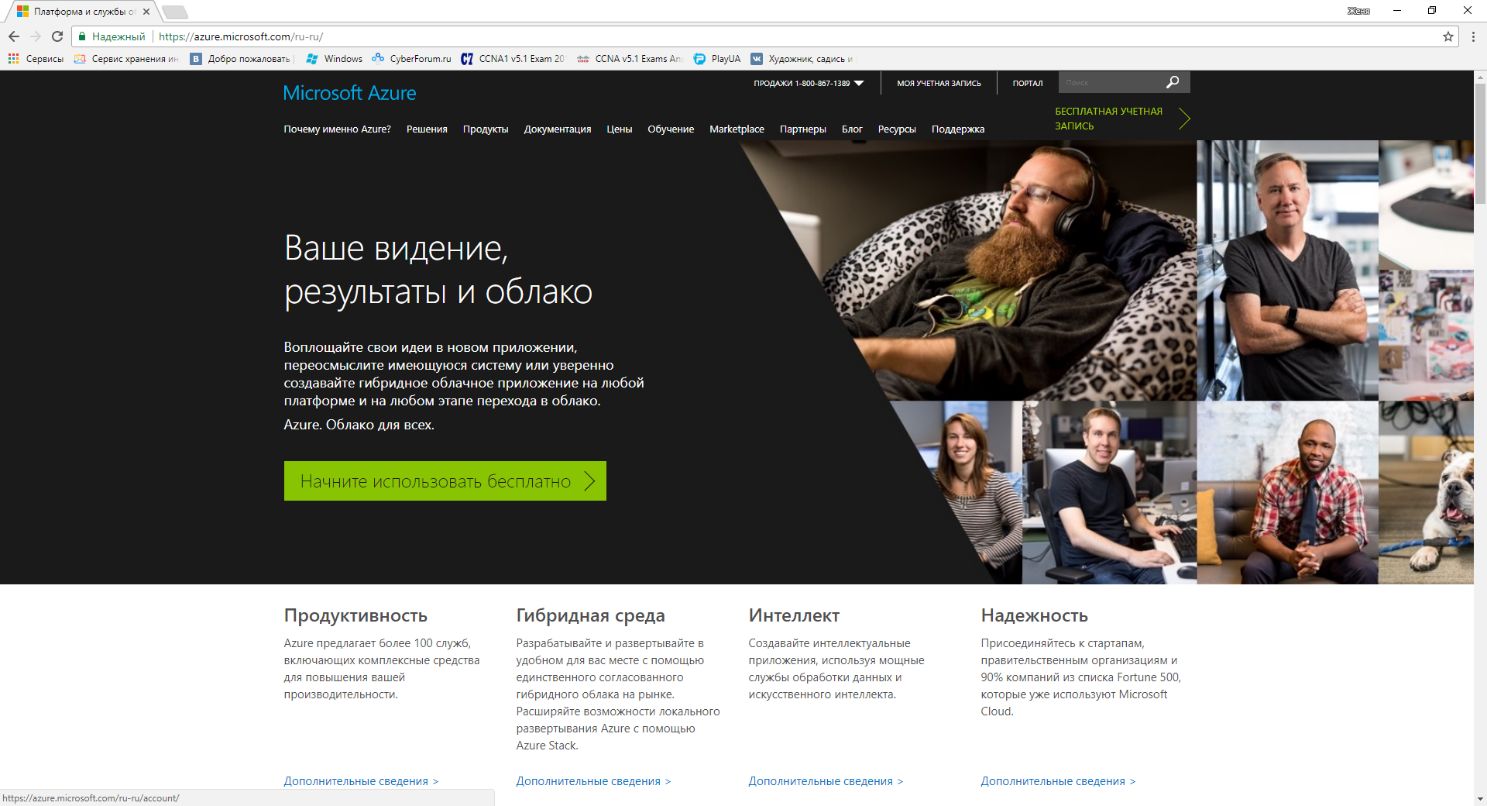 Платформа и службы об
Женя
Надежный
https://azure.microsoft.com/ru-ru/
Сервисы
Сервис хранения ин
Добро пожаловать
Windows
CyberForum.ru
CCNA1 v5.1 Exam 20
CCNA v5.1 Exams An
PlayUA
Художник, садись и
Microsoft Azure
ПРОДАЖИ 1-800-867-1389
МОЯ УЧЕТНАЯ ЗАПИСЬ
ПОРТАЛ
Поиск
БЕСПЛАТНАЯ УЧЕТНАЯ
ЗАПИСЬ
Почему именно Azure? Решения Продукты Документация Цены Обучение Marketplace Партнеры Блог Ресурсы Поддержка
Ваше видение,
результаты и облако
Воплощайте свои идеи в новом приложении,
переосмыслите имеющуюся систему или уверенно
создавайте гибридное облачное приложение на любой
платформе и на любом этапе перехода в облако.
Azure. Облако для всех.
Начните использовать бесплатно
Продуктивность
Azure предлагает более 100 служб,
включающих комплексные средства
для повышения вашей
производительности.
Дополнительные сведения >
Гибридная среда
Разрабатывайте и развертывайте в
удобном для вас месте с помощью
единственного согласованного
гибридного облака на рынке.
Расширяйте возможности локального
развертывания Azure с помощью
Azure Stack.
Дополнительные сведения >
Интеллект
Создавайте интеллектуальные
приложения, используя мощные
службы обработки данных и
искусственного интеллекта.
Дополнительные сведения >
Надежность
Присоединяйтесь к стартапам,
правительственным организациям и
90% компаний из списка Fortune 500,
которые уже используют Microsoft
Cloud.
Дополнительные сведения >
https://azure.microsoft.com/ru-ru/account/